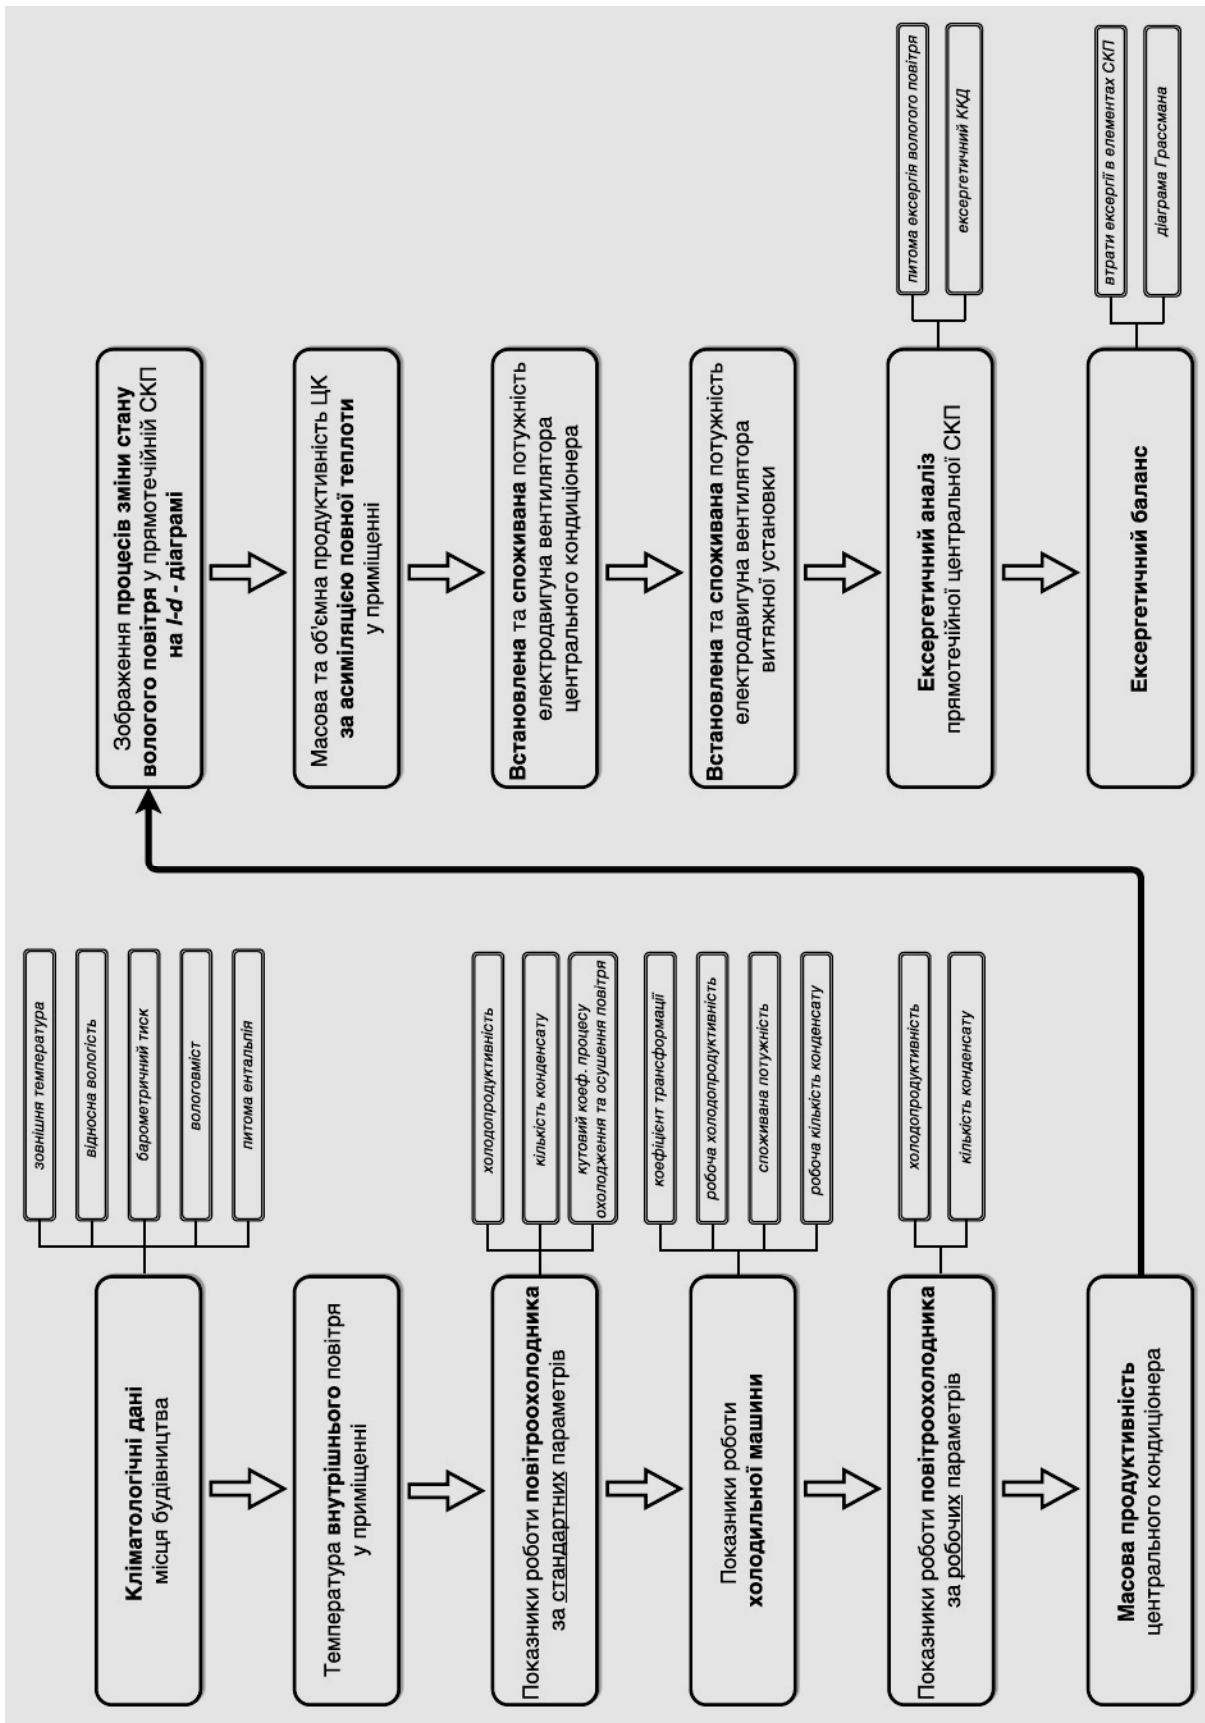 Кліматологічні дані
місця будівництва
зовнішня температура
відносна вологість
барометричний тиск
вологовміст
питома ентальпія
Температура внутрішнього повітря
у приміщенні
Показники роботи повітроохолодника
за стандартних параметрів
холодопродуктивність
кількість конденсату
кутовий коеф. процесу
охолодження та осушення повітря
Показники роботи
холодильної машини
коефіцієнт трансформації
робоча холодопродуктивність
споживана потужність
робоча кількість конденсату
Показники роботи повітроохолодника
за робочих параметрів
холодопродуктивність
кількість конденсату
Масова продуктивність
центрального кондиціонера
Зображення процесів зміни стану
вологого повітря у прямотечійній СКП
на I-d - діаграмі
Масова та об'ємна продуктивність ЦК
за асиміляцією повної теплоти
у приміщенні
Встановлена та споживана потужність
електродвигуна вентилятора
центрального кондиціонера
Встановлена та споживана потужність
електродвигуна вентилятора
витяжної установки
Ексергетичний аналіз
прямотечійної центральної СКП
питома ексергія вологого повітря
ексергетичний ККД
Ексергетичний баланс
втрати ексергії в елементах СКП
діаграма Грассмана